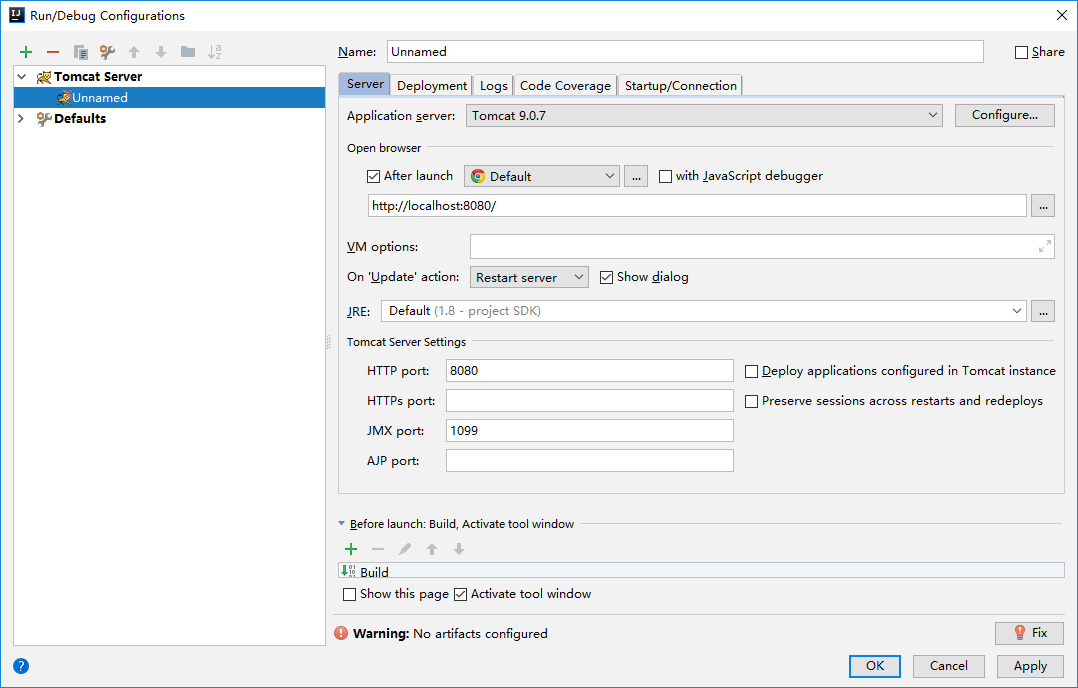 Run/Debug Configurations
Name: Unnamed Share
Tomcat Server
Unnamed
Defaults
Server Deployment Logs Code Coverage Startup/Connection
Application server: Tomcat 9.0.7 Configure...
Open browser
After launch Default ... with JavaScript debugger
http://localhost:8080/ ...
VM options:
On 'Update' action: Restart server Show dialog
JRE: Default (1.8 - project SDK) ...
Tomcat Server Settings
HTTP port: 8080 Deploy applications configured in Tomcat instance
HTTPs port: Preserve sessions across restarts and redeploys
JMX port: 1099
AJP port:
Before launch: Build, Activate tool window
Build
Show this page Activate tool window
Warning: No artifacts configured Fix
? OK Cancel Apply